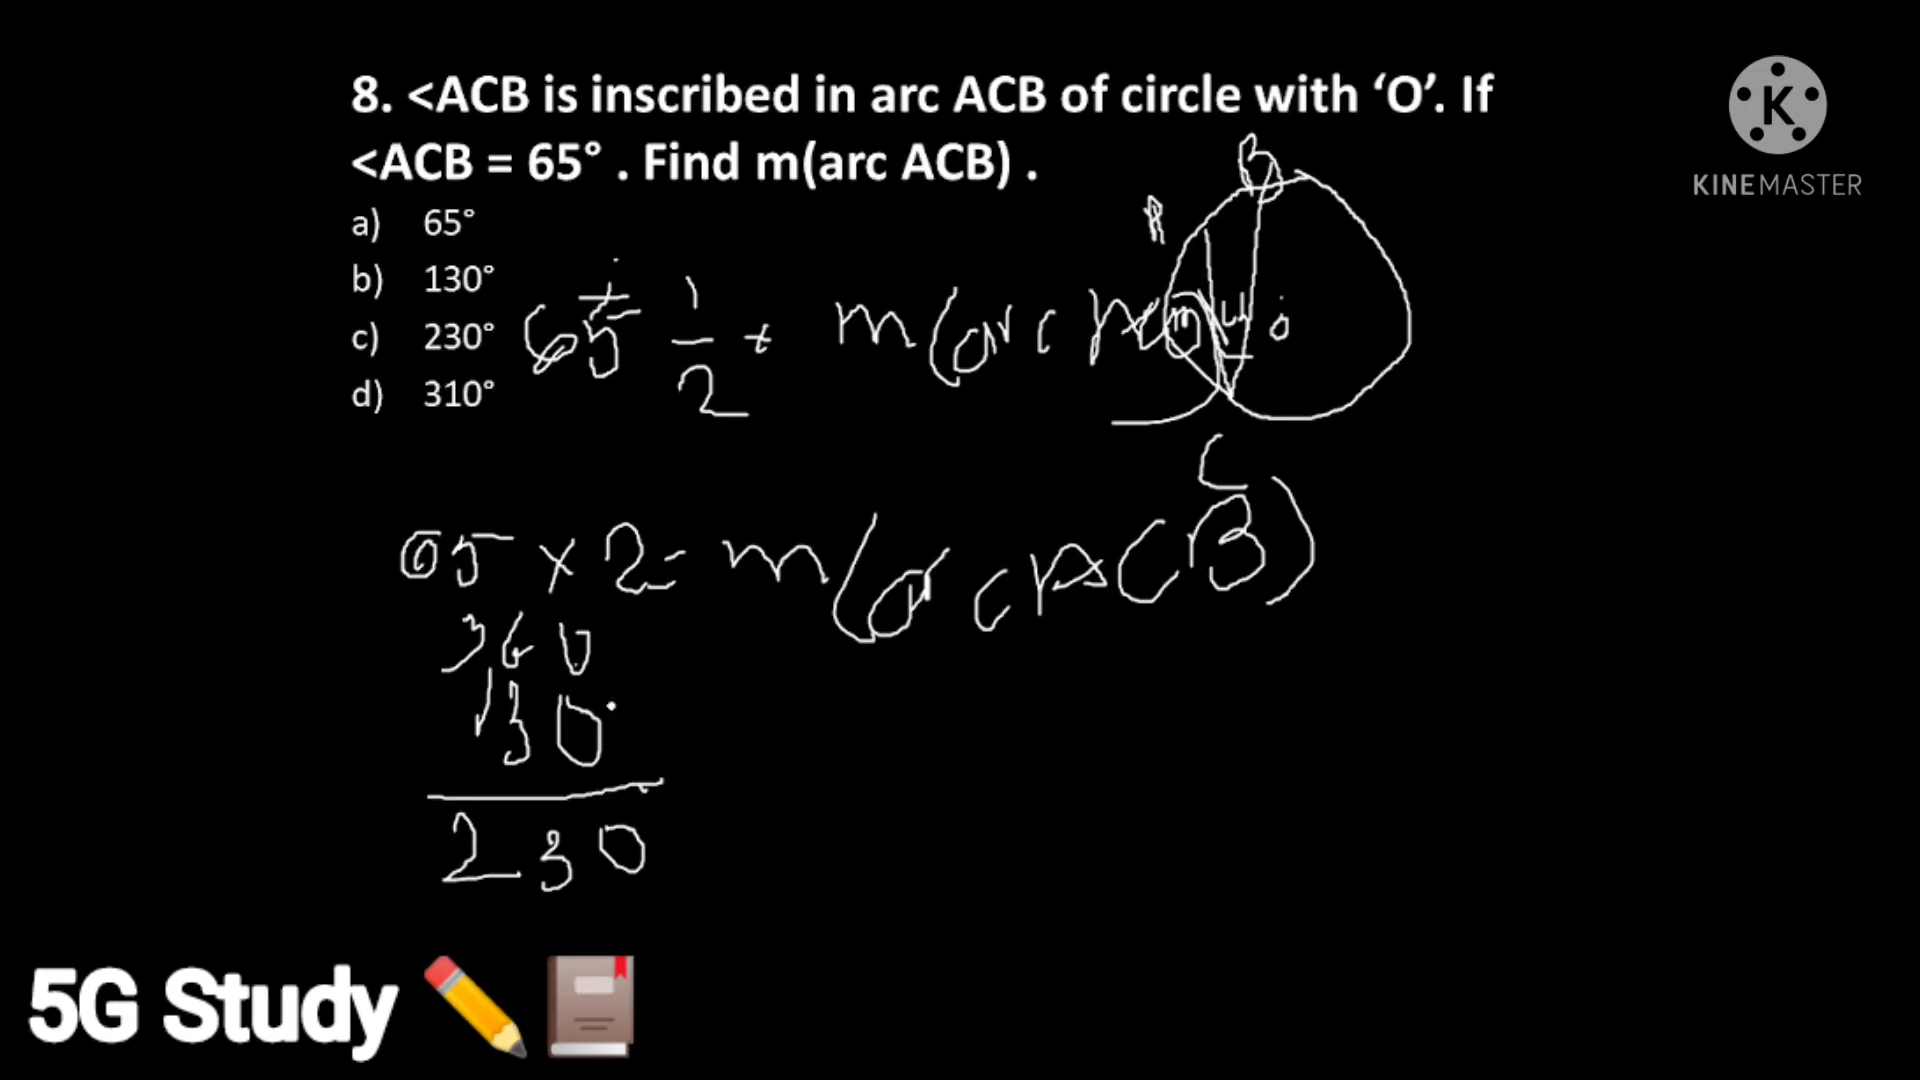 8. <ACB is inscribed in arc ACB of circle with ‘O’. If
<ACB = 65° . Find m(arc ACB) .
a) 65°
b) 130°
c) 230°
d) 310°
KINEMASTER
K
B
A
65 1/2 m(arc
O
C
65 x 2 = m(arc ACB)
360
130°
230
5G Study